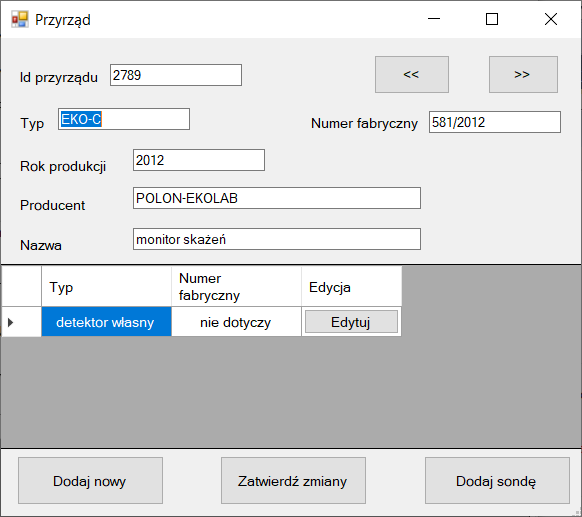 Przyrząd
Id przyrządu 2789 << >>
Typ EKO-C Numer fabryczny 581/2012
Rok produkcji 2012
Producent POLON-EKOLAB
Nazwa monitor skażeń
Typ Numer fabryczny Edycja
detektor własny nie dotyczy Edytuj
Dodaj nowy Zatwierdź zmiany Dodaj sondę